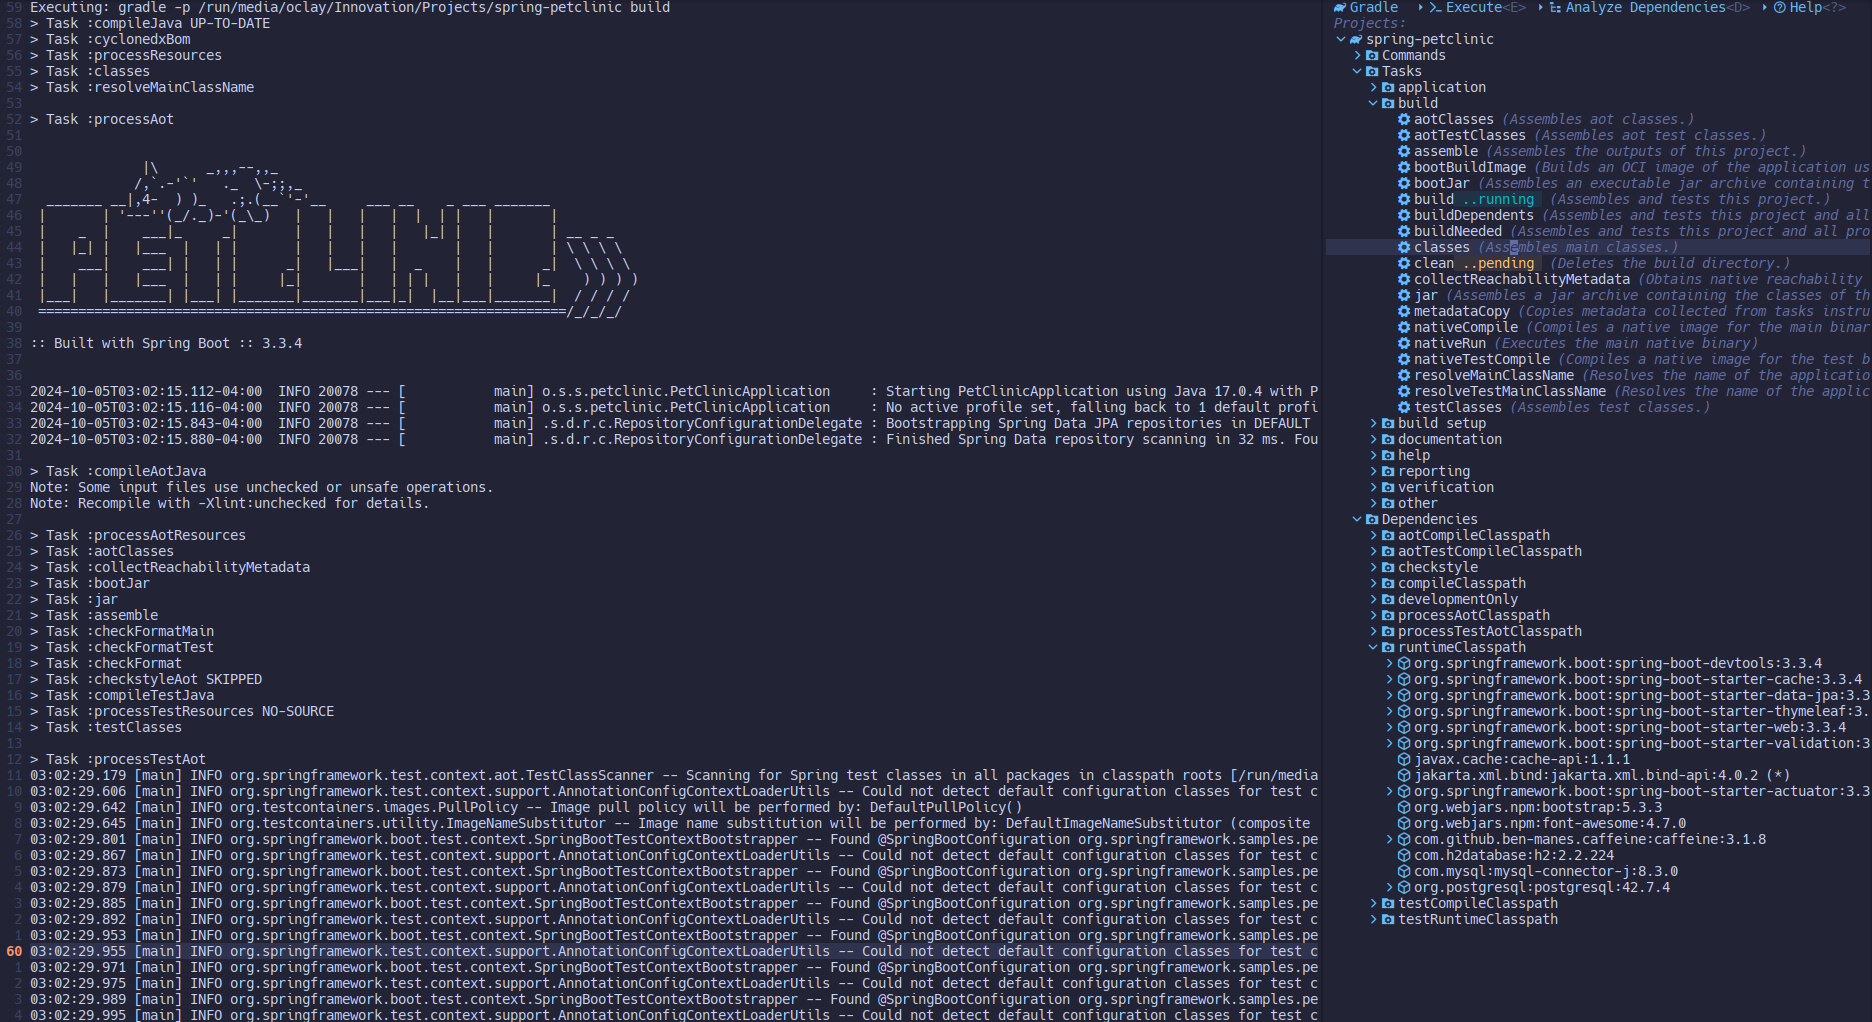 59 Executing: gradle -p /run/media/oclay/Innovation/Projects/spring-petclinic build
58 > Task :compileJava UP-TO-DATE
57 > Task :cyclonedxBom
56 > Task :processResources
55 > Task :classes
54 > Task :resolveMainClassName
53
52 > Task :processAot
51
50
49               |\      _,,,--,,_
48              /,`.-'`'   ._  \-;;,_
47   _______ __|,4-  ) )_   .;.(__`'-'__     ___ __    _ ___ _______
46  |       | '---''(_/._)-'(_\_)   |   |   |   |  |  | |   |       |
45  |    _  |    ___|_     _|       |   |   |   |   |_| |   |       | __ _ _
44  |   |_| |   |___  |   | |       |   |   |   |       |   |       | \ \ \ \
43  |    ___|    ___| |   | |      _|   |___|   |  _    |   |      _|  \ \ \ \
42  |   |   |   |___  |   | |     |_|       |   | | |   |   |     |_    ) ) ) )
41  |___|   |_______| |___| |_______|_______|___|_|  |__|___|_______|  / / / /
40  ==================================================================/_/_/_/
39
38 :: Built with Spring Boot :: 3.3.4
37
36
35 2024-10-05T03:02:15.112-04:00  INFO 20078 --- [           main] o.s.s.petclinic.PetClinicApplication     : Starting PetClinicApplication using Java 17.0.4 with P
34 2024-10-05T03:02:15.116-04:00  INFO 20078 --- [           main] o.s.s.petclinic.PetClinicApplication     : No active profile set, falling back to 1 default profi
33 2024-10-05T03:02:15.843-04:00  INFO 20078 --- [           main] .s.d.r.c.RepositoryConfigurationDelegate : Bootstrapping Spring Data JPA repositories in DEFAULT
32 2024-10-05T03:02:15.880-04:00  INFO 20078 --- [           main] .s.d.r.c.RepositoryConfigurationDelegate : Finished Spring Data repository scanning in 32 ms. Fou
31
30 > Task :compileAotJava
29 Note: Some input files use unchecked or unsafe operations.
28 Note: Recompile with -Xlint:unchecked for details.
27
26 > Task :processAotResources
25 > Task :aotClasses
24 > Task :collectReachabilityMetadata
23 > Task :bootJar
22 > Task :jar
21 > Task :assemble
20 > Task :checkFormatMain
19 > Task :checkFormatTest
18 > Task :checkFormat
17 > Task :checkstyleAot SKIPPED
16 > Task :compileTestJava
15 > Task :processTestResources NO-SOURCE
14 > Task :testClasses
13
12 > Task :processTestAot
11 03:02:29.179 [main] INFO org.springframework.test.context.aot.TestClassScanner -- Scanning for Spring test classes in all packages in classpath roots [/run/media
10 03:02:29.606 [main] INFO org.springframework.test.context.support.AnnotationConfigContextLoaderUtils -- Could not detect default configuration classes for test c
9 03:02:29.642 [main] INFO org.testcontainers.images.PullPolicy -- Image pull policy will be performed by: DefaultPullPolicy()
8 03:02:29.645 [main] INFO org.testcontainers.utility.ImageNameSubstitutor -- Image name substitution will be performed by: DefaultImageNameSubstitutor (composite
7 03:02:29.801 [main] INFO org.springframework.boot.test.context.SpringBootTestContextBootstrapper -- Found @SpringBootConfiguration org.springframework.samples.pe
6 03:02:29.867 [main] INFO org.springframework.test.context.support.AnnotationConfigContextLoaderUtils -- Could not detect default configuration classes for test c
5 03:02:29.873 [main] INFO org.springframework.boot.test.context.SpringBootTestContextBootstrapper -- Found @SpringBootConfiguration org.springframework.samples.pe
4 03:02:29.879 [main] INFO org.springframework.test.context.support.AnnotationConfigContextLoaderUtils -- Could not detect default configuration classes for test c
3 03:02:29.885 [main] INFO org.springframework.boot.test.context.SpringBootTestContextBootstrapper -- Found @SpringBootConfiguration org.springframework.samples.pe
2 03:02:29.892 [main] INFO org.springframework.test.context.support.AnnotationConfigContextLoaderUtils -- Could not detect default configuration classes for test c
1 03:02:29.953 [main] INFO org.springframework.boot.test.context.SpringBootTestContextBootstrapper -- Found @SpringBootConfiguration org.springframework.samples.pe
60 03:02:29.955 [main] INFO org.springframework.test.context.support.AnnotationConfigContextLoaderUtils -- Could not detect default configuration classes for test c
1 03:02:29.971 [main] INFO org.springframework.boot.test.context.SpringBootTestContextBootstrapper -- Found @SpringBootConfiguration org.springframework.samples.pe
2 03:02:29.975 [main] INFO org.springframework.test.context.support.AnnotationConfigContextLoaderUtils -- Could not detect default configuration classes for test c
3 03:02:29.989 [main] INFO org.springframework.boot.test.context.SpringBootTestContextBootstrapper -- Found @SpringBootConfiguration org.springframework.samples.pe
4 03:02:29.995 [main] INFO org.springframework.test.context.support.AnnotationConfigContextLoaderUtils -- Could not detect default configuration classes for test c
Gradle Execute<E> Analyze Dependencies<D> Help<?>
Projects:
spring-petclinic
Commands
Tasks
application
build
aotClasses (Assembles aot classes.)
aotTestClasses (Assembles aot test classes.)
assemble (Assembles the outputs of this project.)
bootBuildImage (Builds an OCI image of the application us
bootJar (Assembles an executable jar archive containing t
build ..running (Assembles and tests this project.)
buildDependents (Assembles and tests this project and all
buildNeeded (Assembles and tests this project and all pro
classes (Assembles main classes.)
clean ..pending (Deletes the build directory.)
collectReachabilityMetadata (Obtains native reachability
jar (Assembles a jar archive containing the classes of th
metadataCopy (Copies metadata collected from tasks instru
nativeCompile (Compiles a native image for the main binar
nativeRun (Executes the main native binary)
nativeTestCompile (Compiles a native image for the test b
resolveMainClassName (Resolves the name of the applicatio
resolveTestMainClassName (Resolves the name of the applic
testClasses (Assembles test classes.)
build setup
documentation
help
reporting
verification
other
Dependencies
aotCompileClasspath
aotTestCompileClasspath
checkstyle
compileClasspath
developmentOnly
processAotClasspath
processTestAotClasspath
runtimeClasspath
org.springframework.boot:spring-boot-devtools:3.3.4
org.springframework.boot:spring-boot-starter-cache:3.3.4
org.springframework.boot:spring-boot-starter-data-jpa:3.3
org.springframework.boot:spring-boot-starter-thymeleaf:3.
org.springframework.boot:spring-boot-starter-web:3.3.4
org.springframework.boot:spring-boot-starter-validation:3
javax.cache:cache-api:1.1.1
jakarta.xml.bind:jakarta.xml.bind-api:4.0.2 (*)
org.springframework.boot:spring-boot-starter-actuator:3.3
org.webjars.npm:bootstrap:5.3.3
org.webjars.npm:font-awesome:4.7.0
com.github.ben-manes.caffeine:caffeine:3.1.8
com.h2database:h2:2.2.224
com.mysql:mysql-connector-j:8.3.0
org.postgresql:postgresql:42.7.4
testCompileClasspath
testRuntimeClasspath